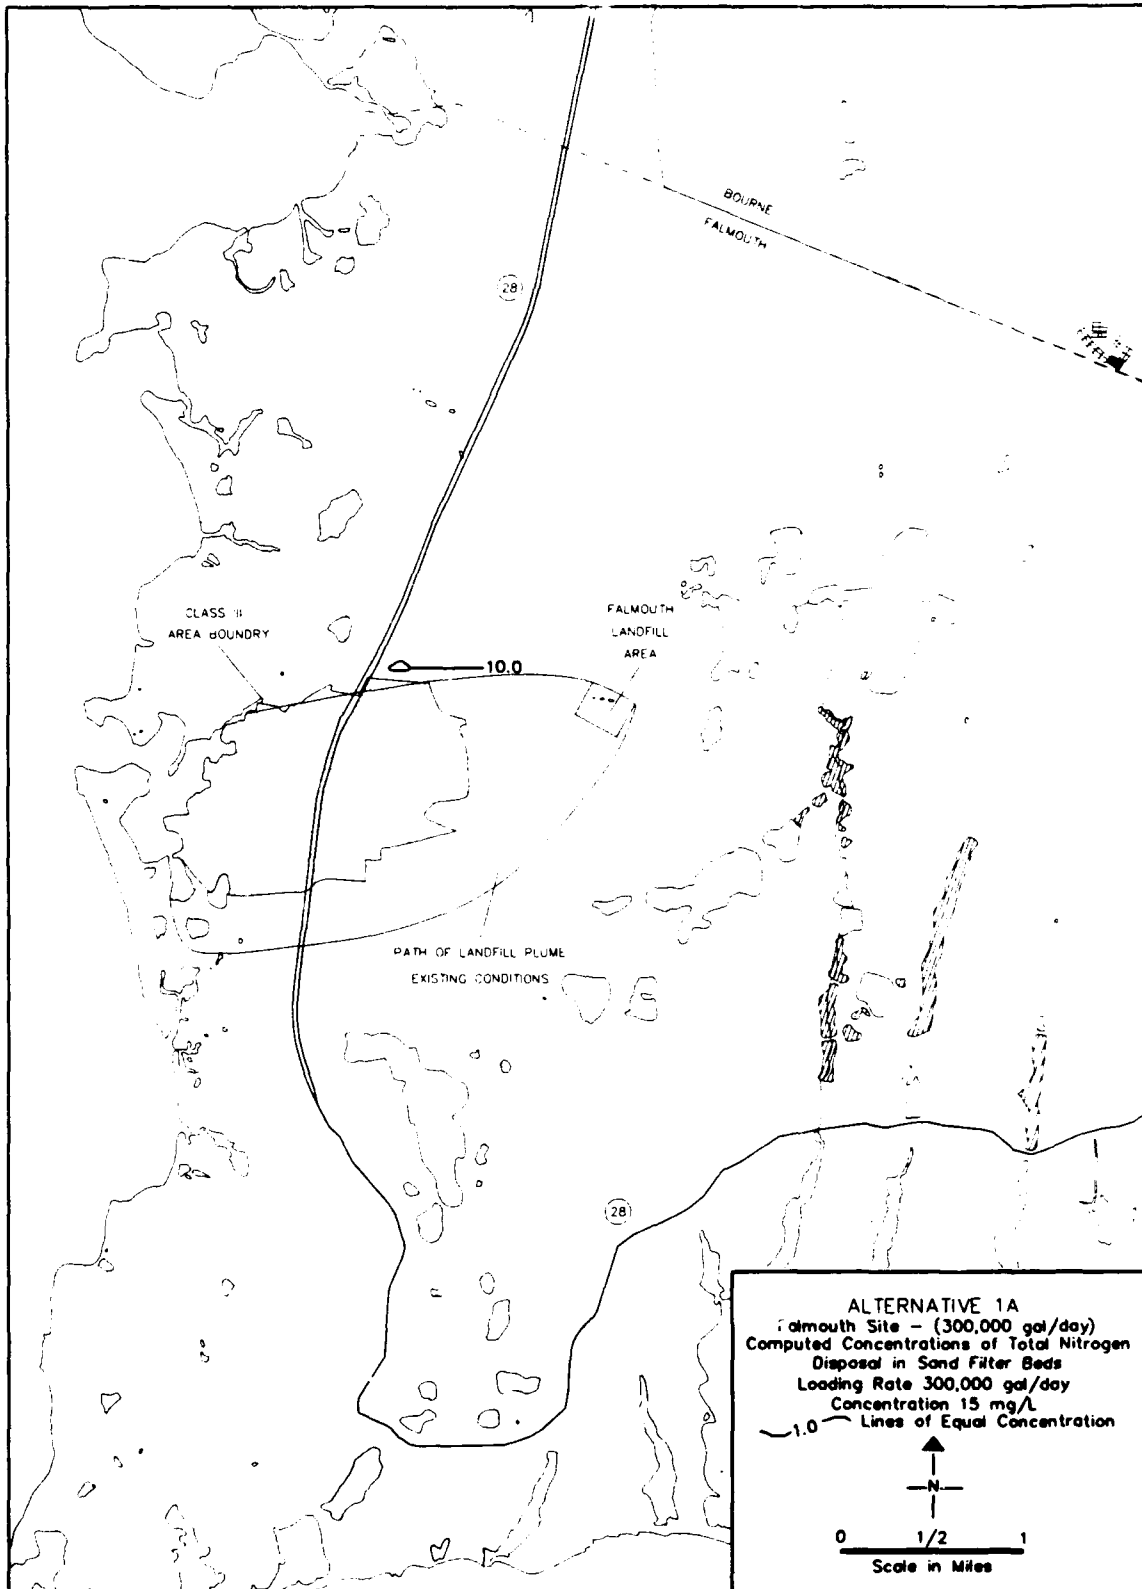 BOURNE
FALMOUTH
28
CLASS III
AREA BOUNDRY
FALMOUTH
LANDFILL
AREA
10.0
PATH OF LANDFILL PLUME
EXISTING CONDITIONS
28
ALTERNATIVE 1A
Falmouth Site - (300,000 gal/day)
Computed Concentrations of Total Nitrogen
Disposal in Sand Filter Beds
Loading Rate 300,000 gal/day
Concentration 15 mg/L
1.0 Lines of Equal Concentration
N
0 1/2 1
Scale in Miles